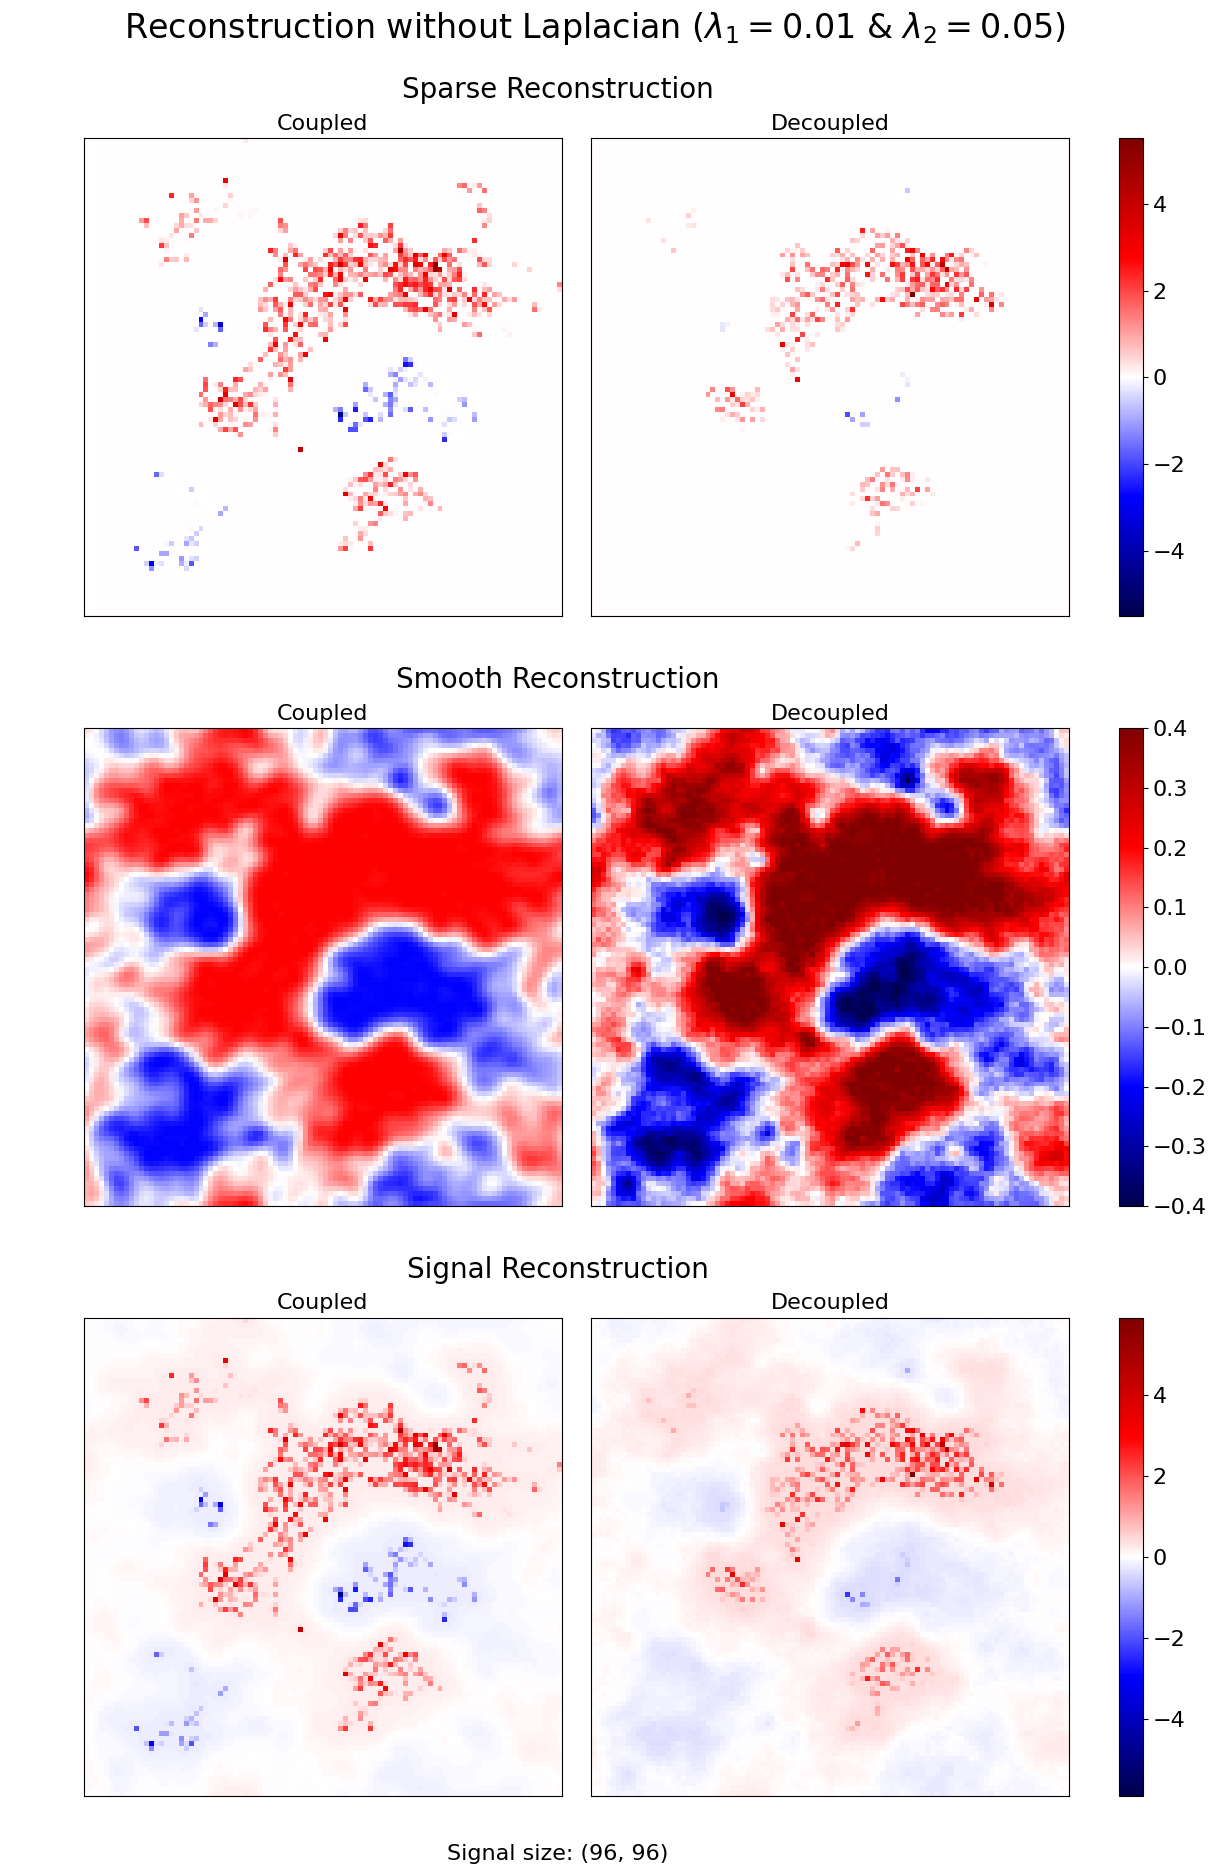 Reconstruction without Laplacian (λ₁ = 0.01 & λ₂ = 0.05)
Sparse Reconstruction
Coupled
Decoupled
4
2
0
−2
−4
Smooth Reconstruction
Coupled
Decoupled
0.4
0.3
0.2
0.1
0.0
−0.1
−0.2
−0.3
−0.4
Signal Reconstruction
Coupled
Decoupled
4
2
0
−2
−4
Signal size: (96, 96)